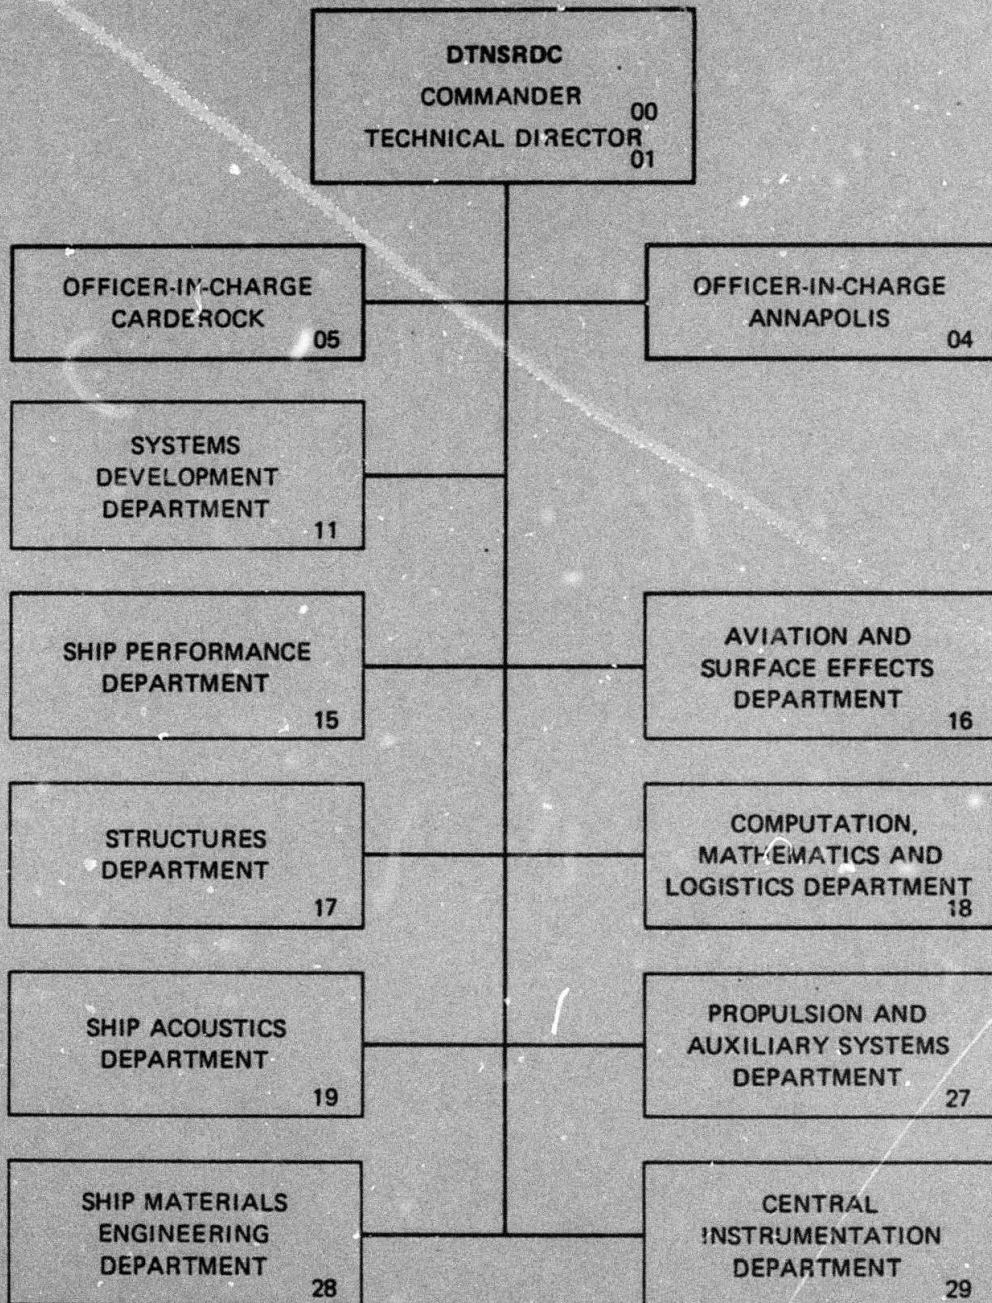 DTNSRDC
COMMANDER
00
TECHNICAL DIRECTOR
01
OFFICER-IN-CHARGE
CARDEROCK
05
OFFICER-IN-CHARGE
ANNAPOLIS
04
SYSTEMS
DEVELOPMENT
DEPARTMENT
11
SHIP PERFORMANCE
DEPARTMENT
15
AVIATION AND
SURFACE EFFECTS
DEPARTMENT
16
STRUCTURES
DEPARTMENT
17
COMPUTATION,
MATHEMATICS AND
LOGISTICS DEPARTMENT
18
SHIP ACOUSTICS
DEPARTMENT
19
PROPULSION AND
AUXILIARY SYSTEMS
DEPARTMENT
27
SHIP MATERIALS
ENGINEERING
DEPARTMENT
28
CENTRAL
INSTRUMENTATION
DEPARTMENT
29